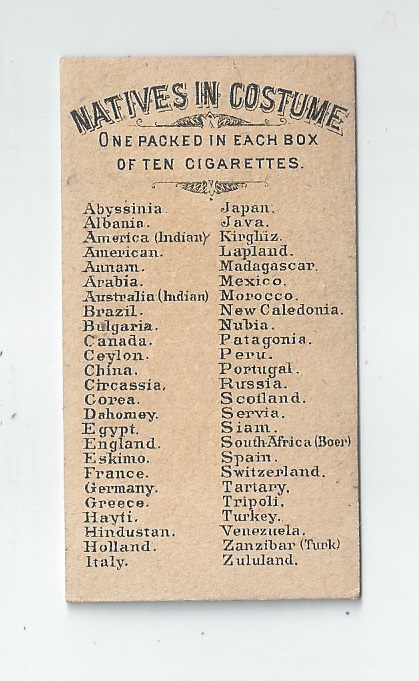 NATIVES IN COSTUME
ONE PACKED IN EACH BOX
OF TEN CIGARETTES.
Abyssinia.
Albania.
America (Indian)
American.
Annam.
Arabia.
Australia (Indian)
Brazil.
Bulgaria.
Canada.
Ceylon.
China.
Circassia,
Corea.
Dahomey.
Egypt.
England.
Eskimo.
France.
Germany.
Greece.
Hayti.
Hindustan.
Holland.
Italy.
Japan.
Java.
Kirghiz.
Lapland.
Madagascar.
Mexico.
Morocco.
New Caledonia.
Nubia.
Patagonia.
Peru.
Portugal.
Russia.
Scotland.
Servia.
Siam.
South Africa (Boer)
Spain.
Switzerland.
Tartary.
Tripoli.
Turkey.
Venezuela.
Zanzibar (Turk)
Zululand.